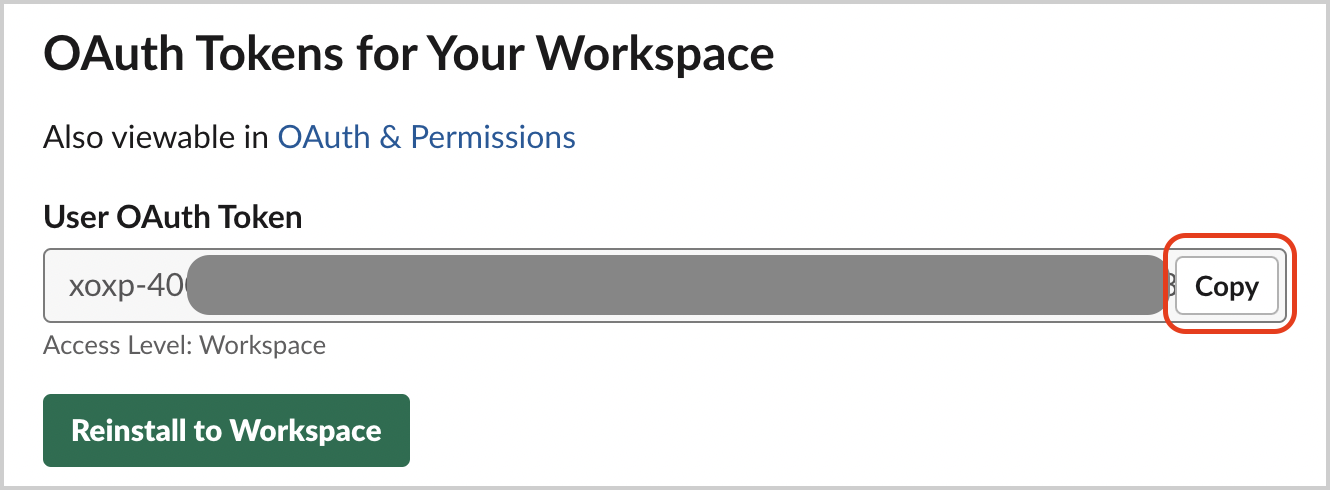 OAuth Tokens for Your Workspace
Also viewable in OAuth & Permissions
User OAuth Token
xoxp-40 Copy
Access Level: Workspace
Reinstall to Workspace